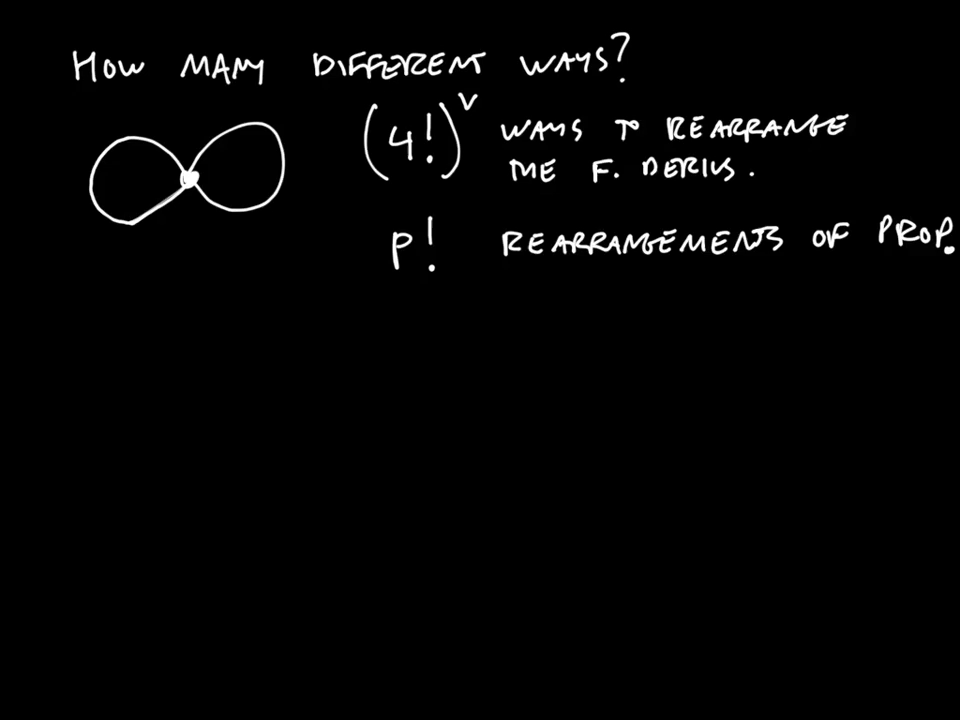 HOW MANY DIFFERENT WAYS?
(4!)^V WAYS TO REARRANGE
THE F. DERIVS.
P! REARRANGEMENTS OF PROP.